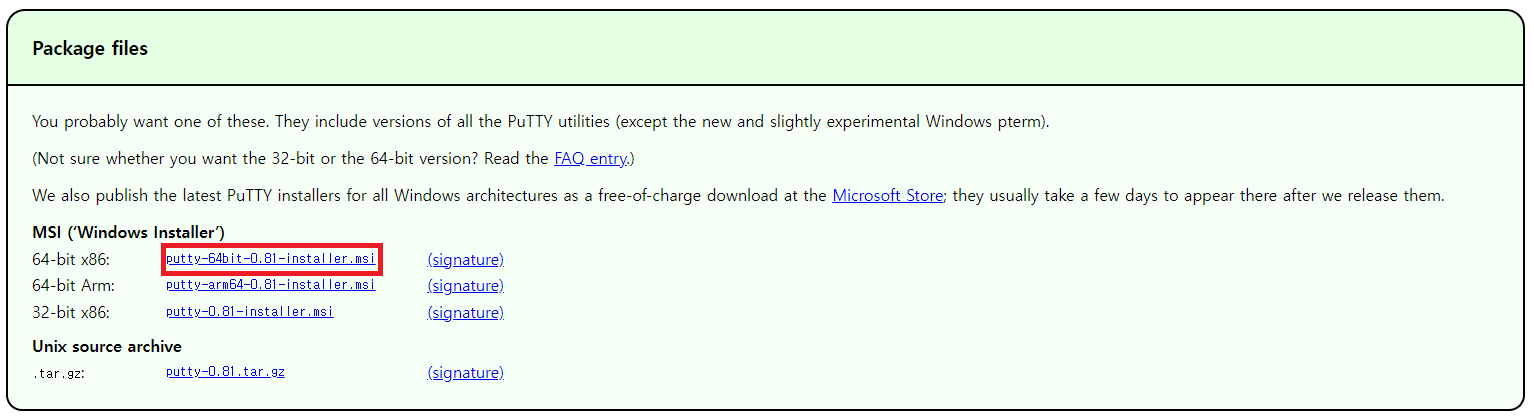 Package files
You probably want one of these. They include versions of all the PuTTY utilities (except the new and slightly experimental Windows pterm).
(Not sure whether you want the 32-bit or the 64-bit version? Read the FAQ entry.)
We also publish the latest PuTTY installers for all Windows architectures as a free-of-charge download at the Microsoft Store; they usually take a few days to appear there after we release them.
MSI (‘Windows Installer’)
64-bit x86: putty-64bit-0.81-installer.msi (signature)
64-bit Arm: putty-arm64-0.81-installer.msi (signature)
32-bit x86: putty-0.81-installer.msi (signature)
Unix source archive
.tar.gz: putty-0.81.tar.gz (signature)